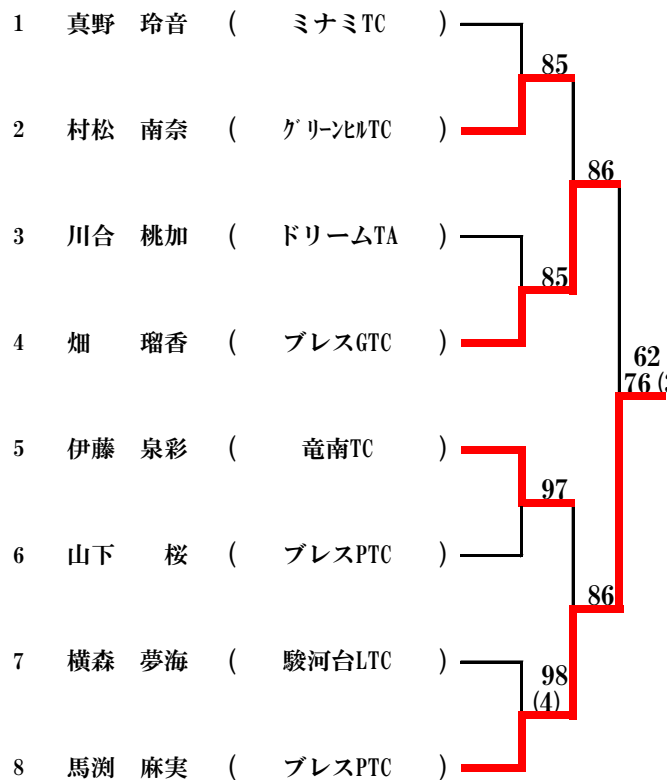 1 真野 玲音 ( ミナミTC )
85
2 村松 南奈 ( グリーンヒルTC )
86
3 川合 桃加 ( ドリームTA )
85
4 畑 瑠香 ( ブレスGTC )
62
76
5 伊藤 泉彩 ( 竜南TC )
97
6 山下 桜 ( ブレスPTC )
86
7 横森 夢海 ( 駿河台LTC )
98
(4)
8 馬渕 麻実 ( ブレスPTC )